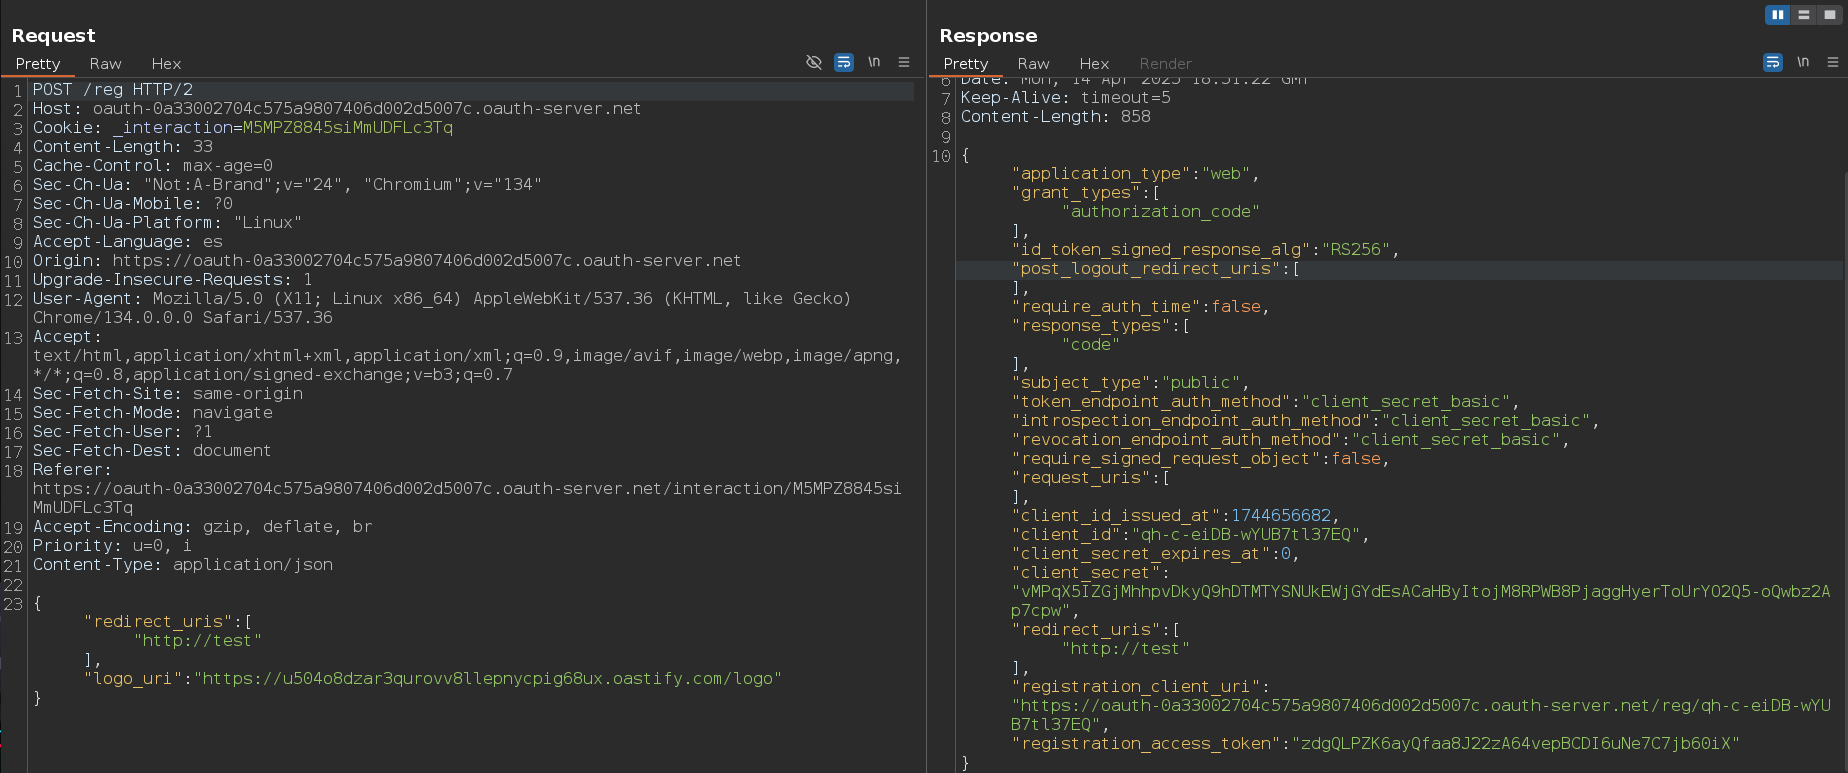 Request
Pretty Raw Hex \n
1 POST /reg HTTP/2
2 Host: oauth-0a33002704c575a9807406d002d5007c.oauth-server.net
3 Cookie: _interaction=M5MPZ8845siMmUDFLc3Tq
4 Content-Length: 33
5 Cache-Control: max-age=0
6 Sec-Ch-Ua: "Not:A-Brand";v="24", "Chromium";v="134"
7 Sec-Ch-Ua-Mobile: ?0
8 Sec-Ch-Ua-Platform: "Linux"
9 Accept-Language: es
10 Origin: https://oauth-0a33002704c575a9807406d002d5007c.oauth-server.net
11 Upgrade-Insecure-Requests: 1
12 User-Agent: Mozilla/5.0 (X11; Linux x86_64) AppleWebKit/537.36 (KHTML, like Gecko)
Chrome/134.0.0.0 Safari/537.36
13 Accept:
text/html,application/xhtml+xml,application/xml;q=0.9,image/avif,image/webp,image/apng,
*/*;q=0.8,application/signed-exchange;v=b3;q=0.7
14 Sec-Fetch-Site: same-origin
15 Sec-Fetch-Mode: navigate
16 Sec-Fetch-User: ?1
17 Sec-Fetch-Dest: document
18 Referer:
https://oauth-0a33002704c575a9807406d002d5007c.oauth-server.net/interaction/M5MPZ8845si
MmUDFLc3Tq
19 Accept-Encoding: gzip, deflate, br
20 Priority: u=0, i
21 Content-Type: application/json
22
23 {
"redirect_uris":[
"http://test"
],
"logo_uri":"https://u504o8dzar3qurovv8llepnycpig68ux.oastify.com/logo"
}
Response
Pretty Raw Hex Render \n
6 Date: Mon, 14 Apr 2025 18:51:22 GMT
7 Keep-Alive: timeout=5
8 Content-Length: 858
9
10 {
"application_type":"web",
"grant_types":[
"authorization_code"
],
"id_token_signed_response_alg":"RS256",
"post_logout_redirect_uris":[
],
"require_auth_time":false,
"response_types":[
"code"
],
"subject_type":"public",
"token_endpoint_auth_method":"client_secret_basic",
"introspection_endpoint_auth_method":"client_secret_basic",
"revocation_endpoint_auth_method":"client_secret_basic",
"require_signed_request_object":false,
"request_uris":[
],
"client_id_issued_at":1744656682,
"client_id":"qh-c-eiDB-wYUB7tl37EQ",
"client_secret_expires_at":0,
"client_secret":
"vMPqX5IZGjMhhpvDkyQ9hDTMTYSNUkEWjGYdEsACaHByItojM8RPWB8PjaggHyerToUrYO2Q5-oQwbz2A
p7cpw",
"redirect_uris":[
"http://test"
],
"registration_client_uri":
"https://oauth-0a33002704c575a9807406d002d5007c.oauth-server.net/reg/qh-c-eiDB-wYU
B7tl37EQ",
"registration_access_token":"zdgQLPZK6ayQfaa8J22zA64vepBCDI6uNe7C7jb60iX"
}